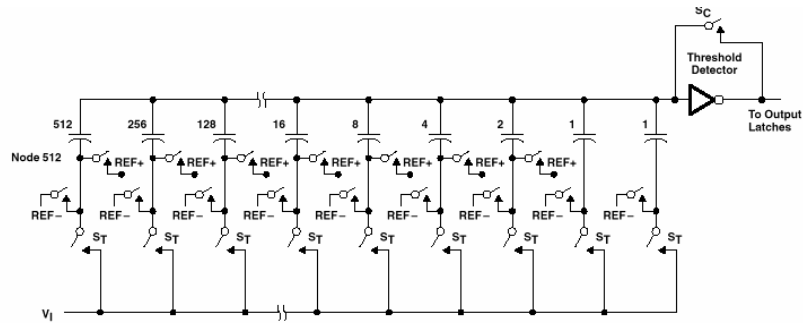 SC
Threshold
Detector
To Output
Latches
512
256
128
16
8
4
2
1
1
Node 512
REF+
REF+
REF+
REF+
REF+
REF+
REF+
REF−
REF−
REF−
REF−
REF−
REF−
REF−
REF−
REF−
ST
ST
ST
ST
ST
ST
ST
ST
ST
VI